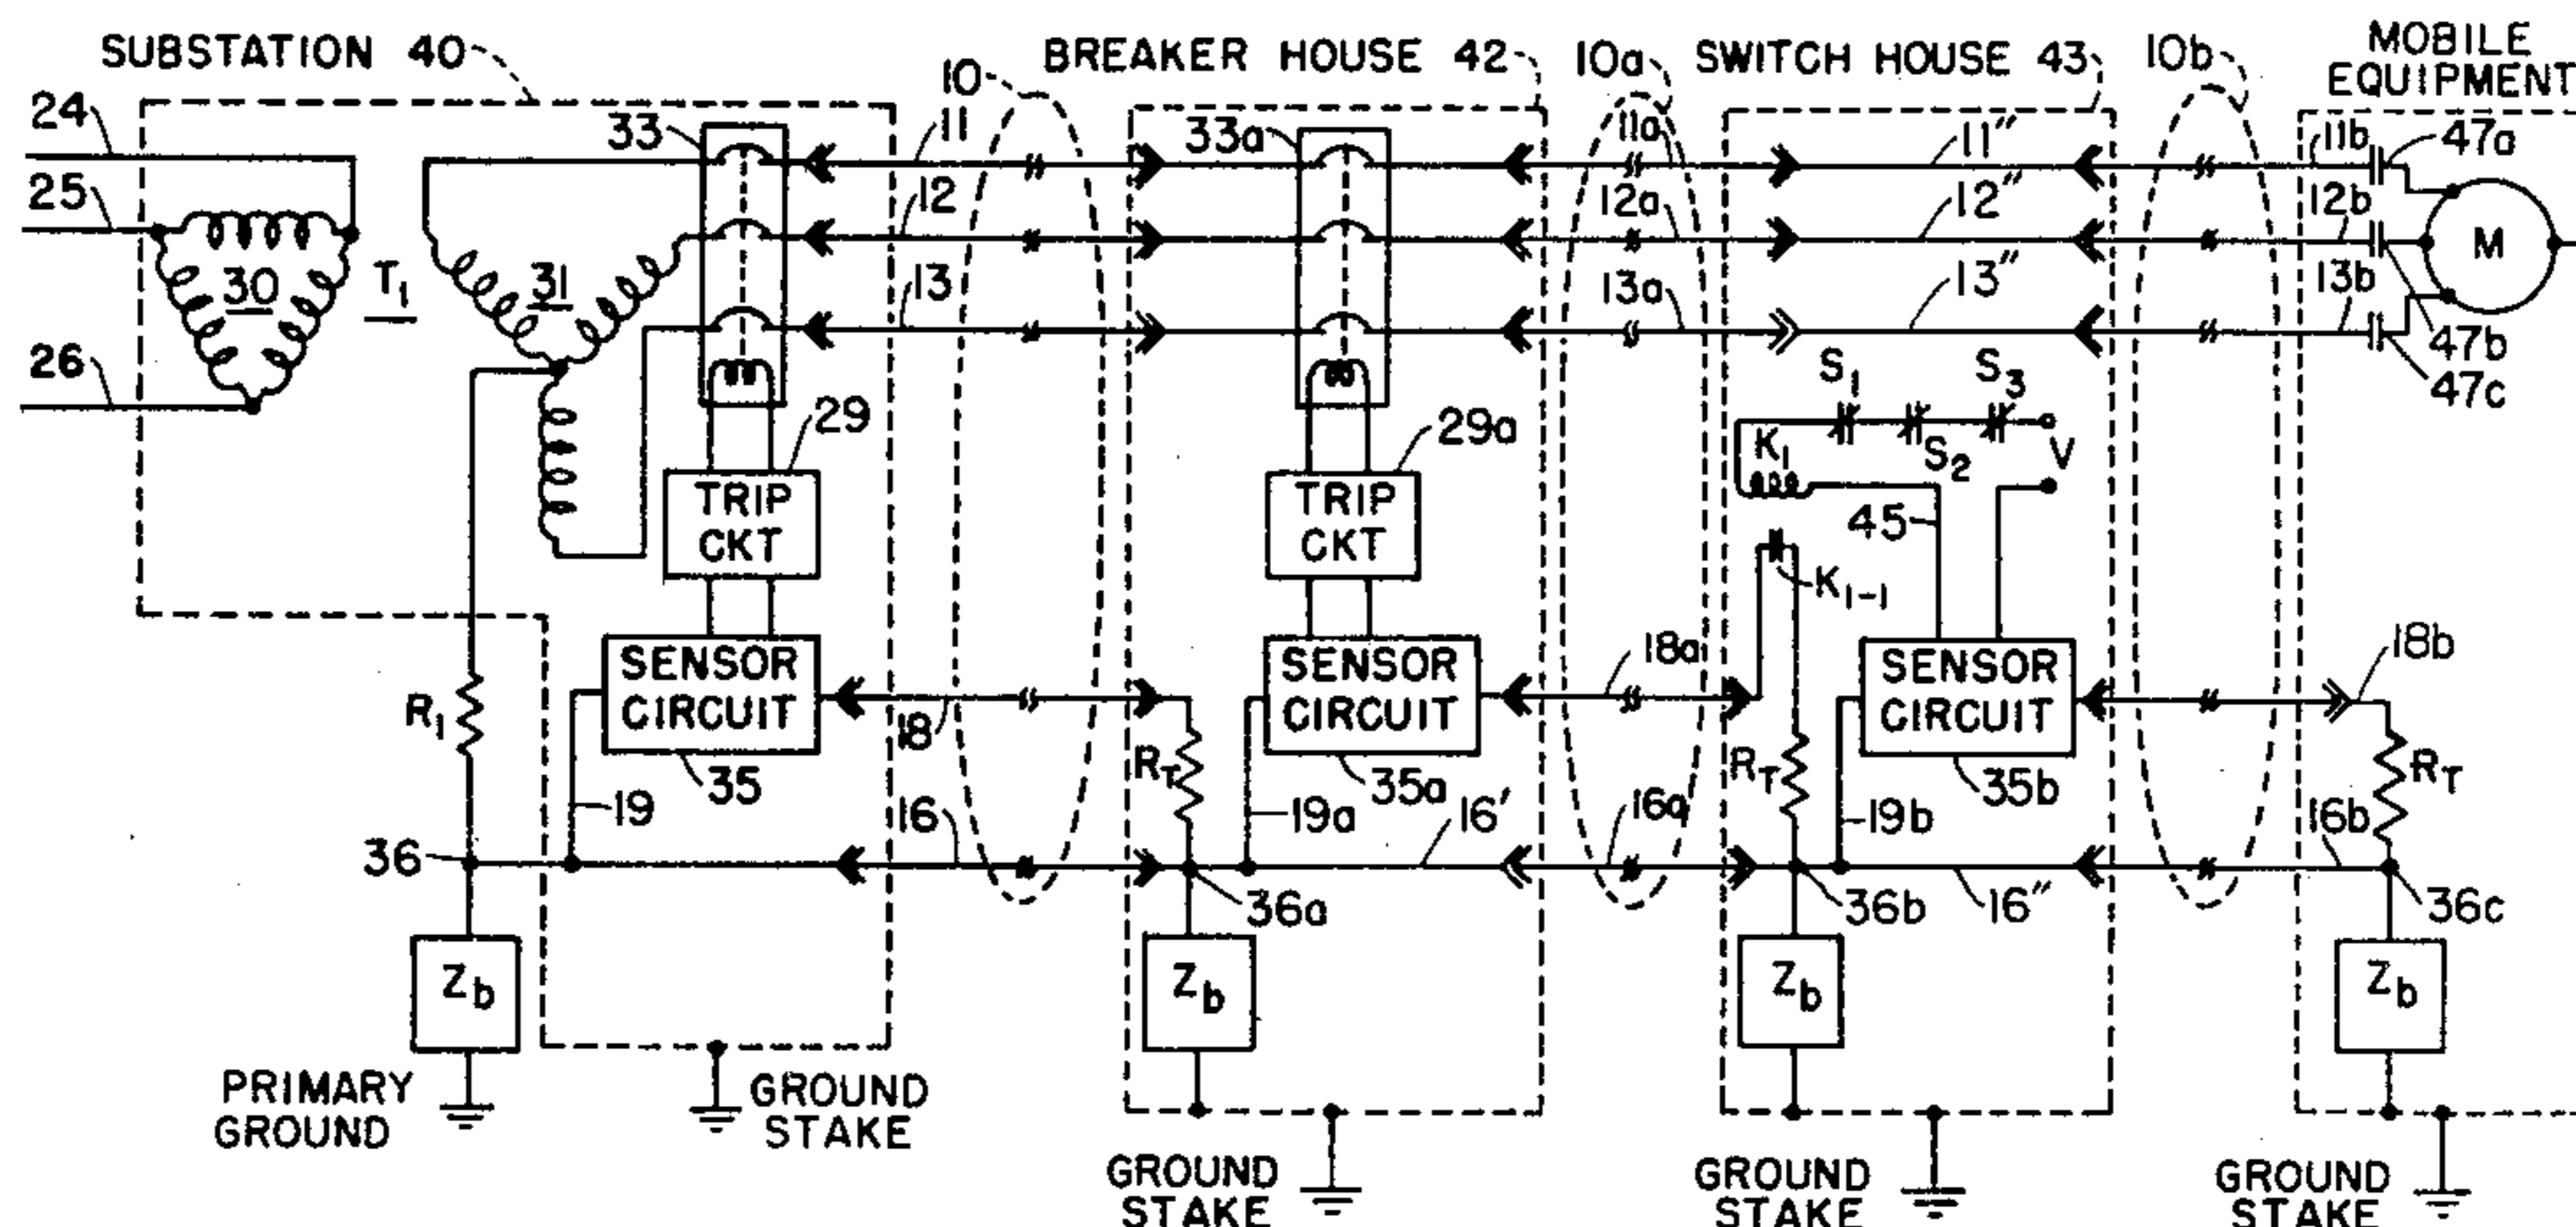 SUBSTATION 40
10
BREAKER HOUSE 42
10a
SWITCH HOUSE 43
10b
MOBILE
EQUIPMENT
24
33
11
33a
11a
11"
11b
47a
25
12
12a
12"
12b
M
30
T1
31
13
13a
13"
13b
47b
47c
26
S1
S3
29
29a
K1
S2
V
TRIP
CKT
TRIP
CKT
45
K1-1
SENSOR
CIRCUIT
SENSOR
CIRCUIT
SENSOR
CIRCUIT
18a
18b
R1
18
RT
RT
RT
35
35a
35b
19
16
19a
16'
16a
19b
16b
36
36a
36b
16"
36c
Zb
Zb
Zb
Zb
PRIMARY
GROUND
GROUND
STAKE
GROUND
STAKE
GROUND
STAKE
GROUND
STAKE